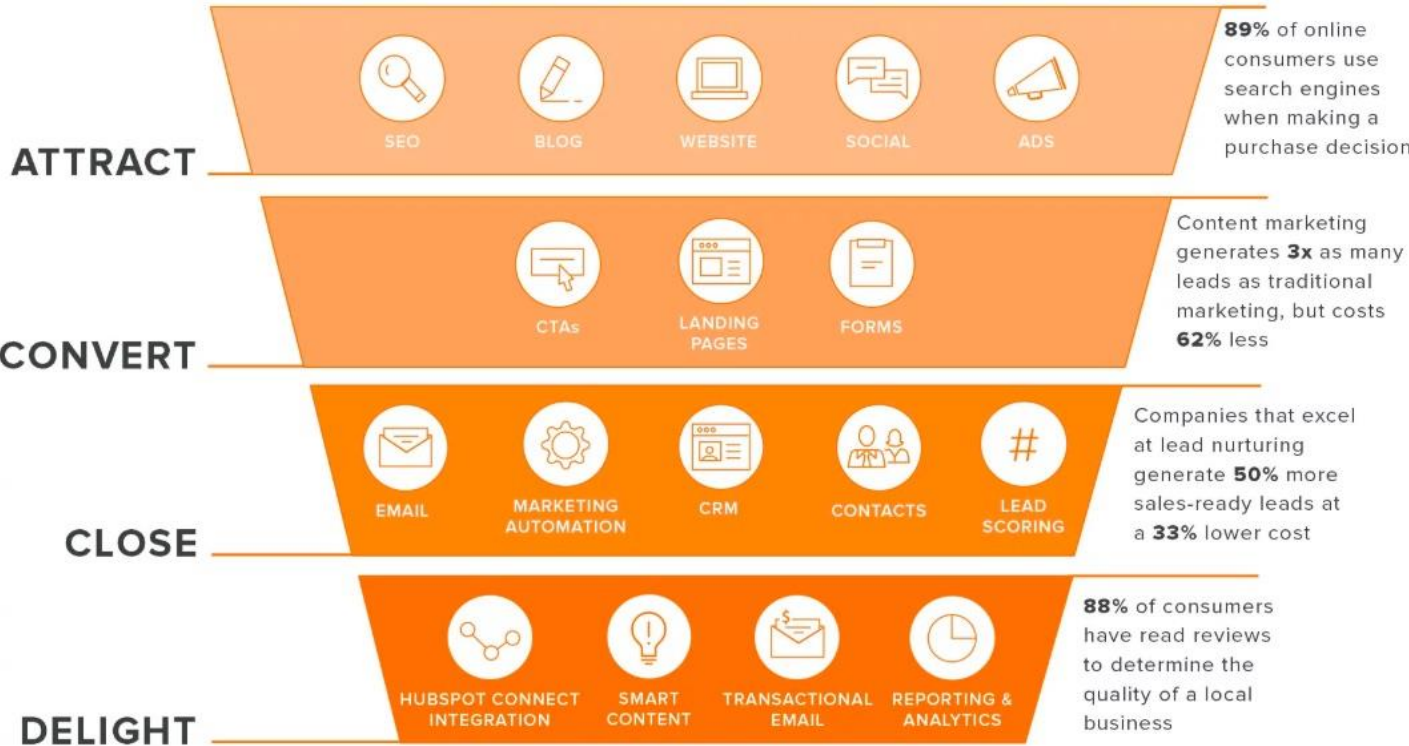 SEO
BLOG
WEBSITE
SOCIAL
ADS
ATTRACT
89% of online
consumers use
search engines
when making a
purchase decision
CTAs
LANDING
PAGES
FORMS
CONVERT
Content marketing
generates 3x as many
leads as traditional
marketing, but costs
62% less
EMAIL
MARKETING
AUTOMATION
CRM
CONTACTS
#
LEAD
SCORING
CLOSE
Companies that excel
at lead nurturing
generate 50% more
sales-ready leads at
a 33% lower cost
HUBSPOT CONNECT
INTEGRATION
SMART
CONTENT
$
TRANSACTIONAL
EMAIL
REPORTING &
ANALYTICS
DELIGHT
88% of consumers
have read reviews
to determine the
quality of a local
business